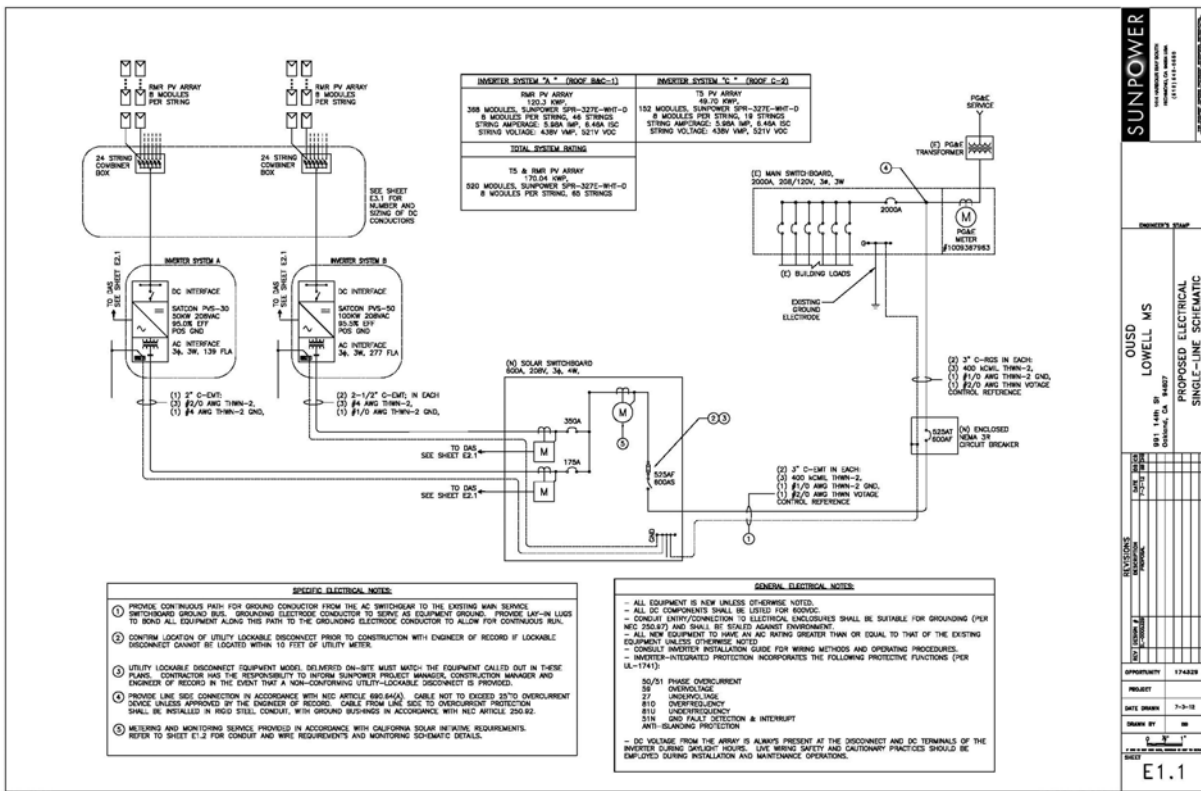 RMR PV ARRAY
8 MODULES
PER STRING
RMR PV ARRAY
8 MODULES
PER STRING
24 STRING
COMBINER
BOX
24 STRING
COMBINER
BOX
SEE SHEET
E3.1 FOR
NUMBER AND
SIZING OF DC
CONDUCTORS
INVERTER SYSTEM "A" (ROOF B&C-1)
RMR PV ARRAY
120.3 KWP,
368 MODULES, SUNPOWER SPR-327E-WHT-D
8 MODULES PER STRING, 46 STRINGS
STRING AMPERAGE: 5.98A IMP, 6.46A ISC
STRING VOLTAGE: 438V VMP, 521V VOC
INVERTER SYSTEM "C" (ROOF C-2)
T5 PV ARRAY
49.70 KWP,
152 MODULES, SUNPOWER SPR-327E-WHT-D
8 MODULES PER STRING, 19 STRINGS
STRING AMPERAGE: 5.98A IMP, 6.46A ISC
STRING VOLTAGE: 438V VMP, 521V VOC
TOTAL SYSTEM RATING
T5 & RMR PV ARRAY
170.04 KWP,
520 MODULES, SUNPOWER SPR-327E-WHT-D
8 MODULES PER STRING, 65 STRINGS
PG&E
SERVICE
(E) PG&E
TRANSFORMER
4
(E) MAIN SWITCHBOARD,
2000A, 208/120V, 3ø, 3W
2000A
M
PG&E
METER
#1009387983
G
(E) BUILDING LOADS
EXISTING
GROUND
ELECTRODE
INVERTER SYSTEM A
TO DAS
SEE SHEET E2.1
DC INTERFACE
SATCON PVS-30
50KW 208VAC
95.0% EFF
POS GND
AC INTERFACE
3ϕ, 3W, 139 FLA
INVERTER SYSTEM B
TO DAS
SEE SHEET E2.1
DC INTERFACE
SATCON PVS-50
100KW 208VAC
95.5% EFF
POS GND
AC INTERFACE
3ϕ, 3W, 277 FLA
(1) 2" C-EMT:
(3) #2/0 AWG THWN-2,
(1) #4 AWG THWN-2 GND,
(2) 2-1/2" C-EMT; IN EACH
(3) #4 AWG THWN-2,
(1) #1/0 AWG THWN-2 GND,
(N) SOLAR SWITCHBOARD
600A, 208V, 3ϕ, 4W,
350A
M
5
2 3
TO DAS
SEE SHEET E2.1
M
175A
TO DAS
SEE SHEET E2.1
M
525AF
600AS
GND
(2) 3" C-RGS IN EACH:
(3) 400 kCMIL THWN-2,
(1) #1/0 AWG THWN-2 GND,
(1) #2/0 AWG THWN VOTAGE
CONTROL REFERENCE
525AT
600AF
(N) ENCLOSED
NEMA 3R
CIRCUIT BREAKER
(2) 3" C-EMT IN EACH:
(3) 400 kCMIL THWN-2,
(1) #1/0 AWG THWN-2 GND,
(1) #2/0 AWG THWN VOTAGE
CONTROL REFERENCE
1
SPECIFIC ELECTRICAL NOTES:
1 PROVIDE CONTINUOUS PATH FOR GROUND CONDUCTOR FROM THE AC SWITCHGEAR TO THE EXISTING MAIN SERVICE
SWITCHBOARD GROUND BUS. GROUNDING ELECTRODE CONDUCTOR TO SERVE AS EQUIPMENT GROUND. PROVIDE LAY-IN LUGS
TO BOND ALL EQUIPMENT ALONG THIS PATH TO THE GROUNDING ELECTRODE CONDUCTOR TO ALLOW FOR CONTINUOUS RUN.
2 CONFIRM LOCATION OF UTILITY LOCKABLE DISCONNECT PRIOR TO CONSTRUCTION WITH ENGINEER OF RECORD IF LOCKABLE
DISCONNECT CANNOT BE LOCATED WITHIN 10 FEET OF UTILITY METER.
3 UTILITY LOCKABLE DISCONNECT EQUIPMENT MODEL DELIVERED ON-SITE MUST MATCH THE EQUIPMENT CALLED OUT IN THESE
PLANS. CONTRACTOR HAS THE RESPONSIBILITY TO INFORM SUNPOWER PROJECT MANAGER, CONSTRUCTION MANAGER AND
ENGINEER OF RECORD IN THE EVENT THAT A NON-CONFORMING UTILITY-LOCKABLE DISCONNECT IS PROVIDED.
4 PROVIDE LINE SIDE CONNECTION IN ACCORDANCE WITH NEC ARTICLE 690.64(A). CABLE NOT TO EXCEED 25'TO OVERCURRENT
DEVICE UNLESS APPROVED BY THE ENGINEER OF RECORD. CABLE FROM LINE SIDE TO OVERCURRENT PROTECTION
SHALL BE INSTALLED IN RIGID STEEL CONDUIT, WITH GROUND BUSHINGS IN ACCORDANCE WITH NEC ARTICLE 250.92.
5 METERING AND MONITORING SERVICE PROVIDED IN ACCORDANCE WITH CALIFORNIA SOLAR INITIATIVE REQUIREMENTS.
REFER TO SHEET E1.2 FOR CONDUIT AND WIRE REQUIREMENTS AND MONITORING SCHEMATIC DETAILS.
GENERAL ELECTRICAL NOTES:
- ALL EQUIPMENT IS NEW UNLESS OTHERWISE NOTED.
- ALL DC COMPONENTS SHALL BE LISTED FOR 600VDC.
- CONDUIT ENTRY/CONNECTION TO ELECTRICAL ENCLOSURES SHALL BE SUITABLE FOR GROUNDING (PER
NEC 250.97) AND SHALL BE SEALED AGAINST ENVIRONMENT.
- ALL NEW EQUIPMENT TO HAVE AN AIC RATING GREATER THAN OR EQUAL TO THAT OF THE EXISTING
EQUIPMENT UNLESS OTHERWISE NOTED
- CONSULT INVERTER INSTALLATION GUIDE FOR WIRING METHODS AND OPERATING PROCEDURES.
- INVERTER-INTEGRATED PROTECTION INCORPORATES THE FOLLOWING PROTECTIVE FUNCTIONS (PER
UL-1741):
50/51 PHASE OVERCURRENT
59 OVERVOLTAGE
27 UNDERVOLTAGE
81O OVERFREQUENCY
81U UNDERFREQUENCY
51N GND FAULT DETECTION & INTERRUPT
ANTI-ISLANDING PROTECTION
- DC VOLTAGE FROM THE ARRAY IS ALWAYS PRESENT AT THE DISCONNECT AND DC TERMINALS OF THE
INVERTER DURING DAYLIGHT HOURS. LIVE WIRING SAFETY AND CAUTIONARY PRACTICES SHOULD BE
EMPLOYED DURING INSTALLATION AND MAINTENANCE OPERATIONS.
SUNPOWER
ENGINEER'S STAMP
OUSD
LOWELL MS
991 14th St
Oakland, CA 94607
PROPOSED ELECTRICAL
SINGLE-LINE SCHEMATIC
REVISIONS
DESCRIPTION
PROPOSAL
DATE
OPPORTUNITY 174829
PROJECT
DATE DRAWN 7-3-12
DRAWN BY
SHEET
E1.1